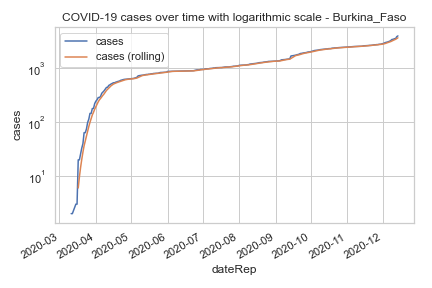 COVID-19 cases over time with logarithmic scale - Burkina_Faso
cases
cases (rolling)
10³
10²
10¹
cases
2020-03
2020-04
2020-05
2020-06
2020-07
2020-08
2020-09
2020-10
2020-11
2020-12
dateRep